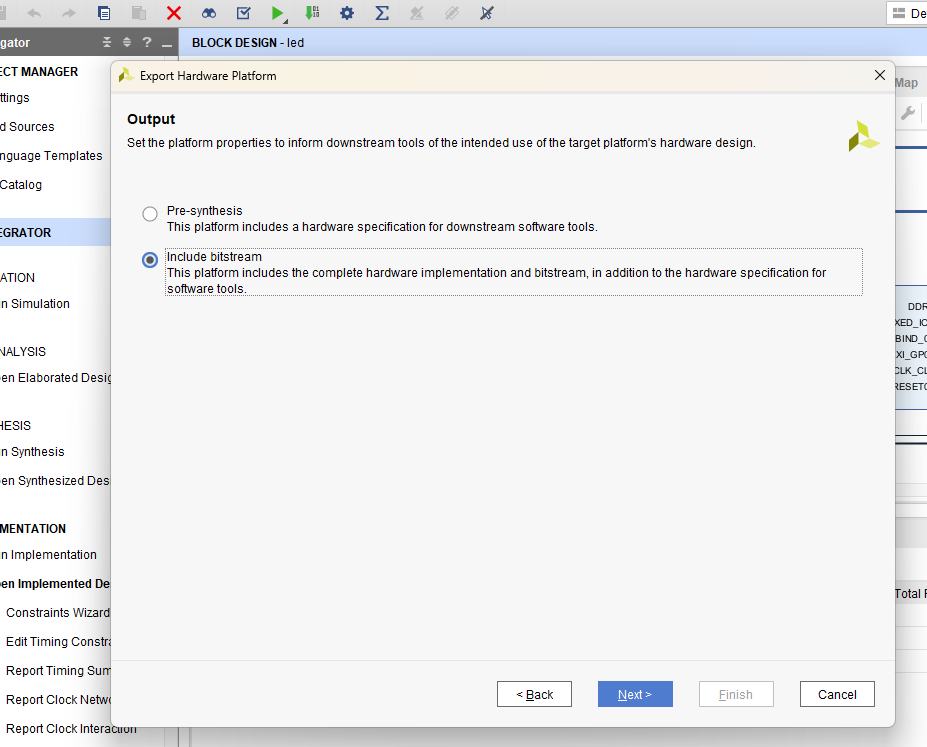 De
gator
?
BLOCK DESIGN - led
ECT MANAGER
ttings
d Sources
nguage Templates
Catalog
EGRATOR
ATION
n Simulation
NALYSIS
en Elaborated Desig
HESIS
n Synthesis
en Synthesized Des
MENTATION
n Implementation
en Implemented De
Constraints Wizard
Edit Timing Constra
Report Timing Sum
Report Clock Netwo
Report Clock Interaction
Export Hardware Platform
Output
Set the platform properties to inform downstream tools of the intended use of the target platform's hardware design.
Pre-synthesis
This platform includes a hardware specification for downstream software tools.
Include bitstream
This platform includes the complete hardware implementation and bitstream, in addition to the hardware specification for
software tools.
< Back
Next >
Finish
Cancel
Map
DDR
XED_IO
BIND_0
XI_GP0
CLK_CL
RESET0
Total